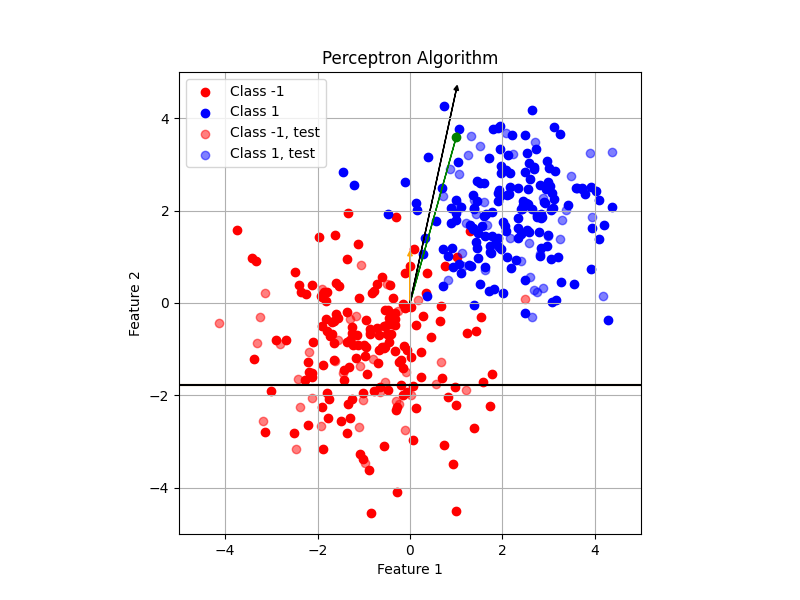 Perceptron Algorithm
Class -1
Class 1
Class -1, test
Class 1, test
4
2
0
−2
−4
Feature 2
−4
−2
0
2
4
Feature 1